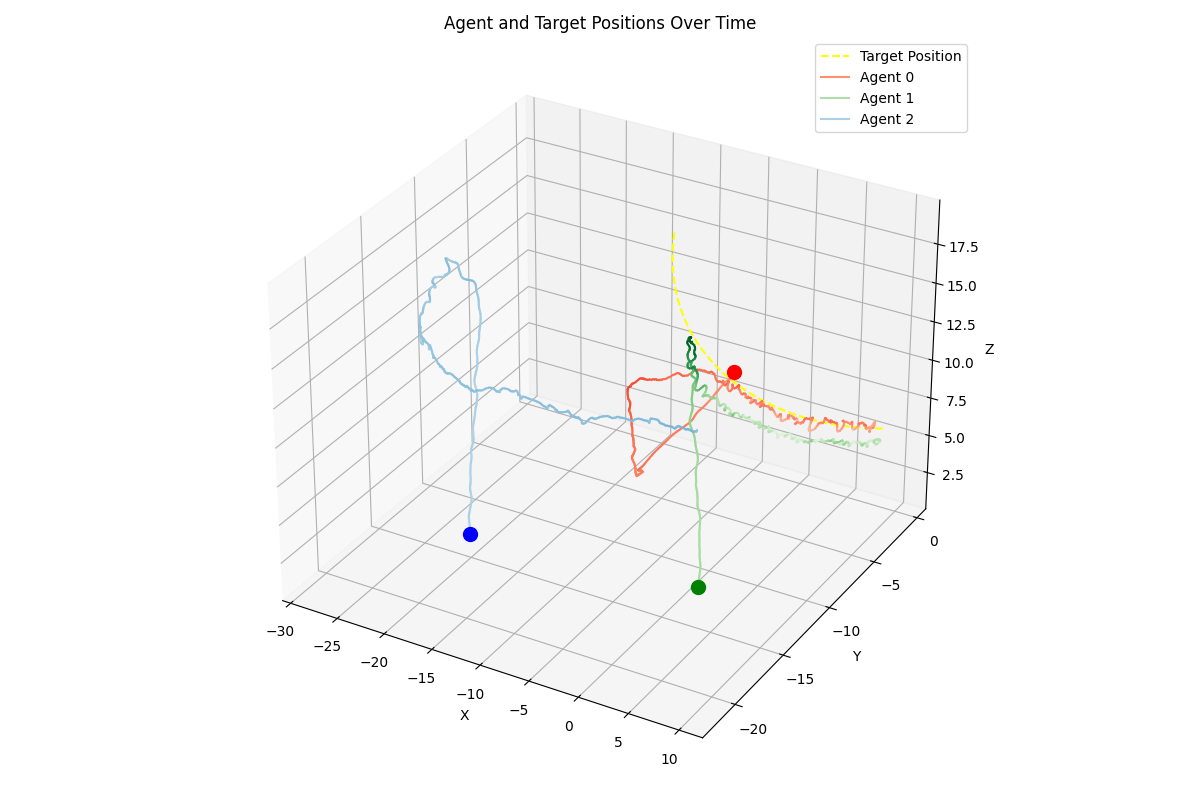 Agent and Target Positions Over Time
Target Position
Agent 0
Agent 1
Agent 2
17.5
15.0
12.5
10.0
7.5
5.0
2.5
Z
0
−5
−10
−15
−20
Y
−30
−25
−20
−15
−10
−5
0
5
10
X